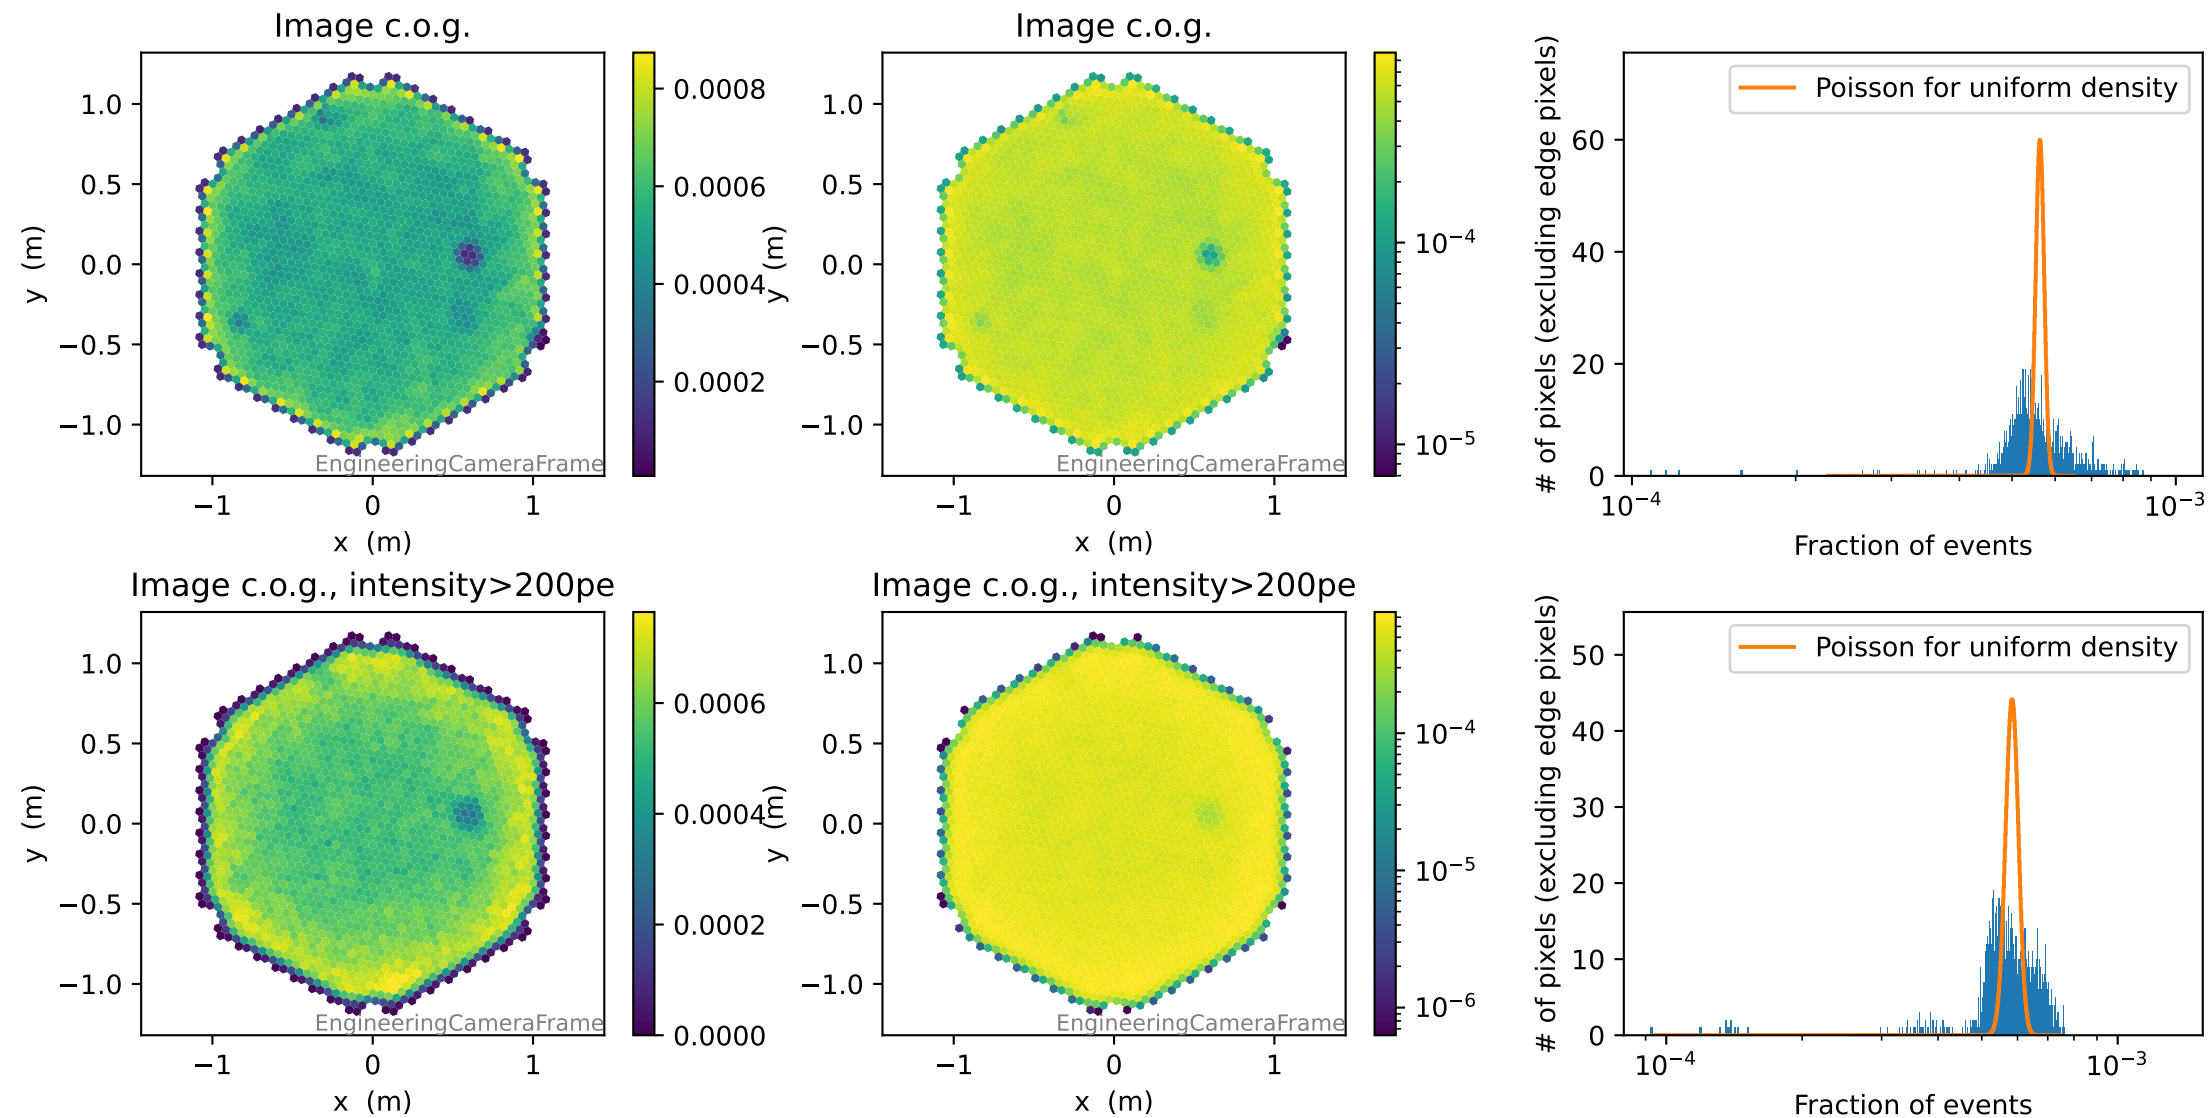 Image c.o.g.
1.0
0.5
0.0
−0.5
−1.0
y (m)
−1
0
1
x (m)
EngineeringCameraFrame
0.0008
0.0006
0.0004
0.0002
Image c.o.g.
1.0
0.5
0.0
−0.5
−1.0
y (m)
−1
0
1
x (m)
EngineeringCameraFrame
10⁻⁴
10⁻⁵
# of pixels (excluding edge pixels)
60
40
20
0
Poisson for uniform density
10⁻⁴
10⁻³
Fraction of events
Image c.o.g., intensity>200pe
1.0
0.5
0.0
−0.5
−1.0
y (m)
−1
0
1
x (m)
EngineeringCameraFrame
0.0006
0.0004
0.0002
0.0000
Image c.o.g., intensity>200pe
1.0
0.5
0.0
−0.5
−1.0
y (m)
−1
0
1
x (m)
EngineeringCameraFrame
10⁻⁴
10⁻⁵
10⁻⁶
# of pixels (excluding edge pixels)
50
40
30
20
10
0
Poisson for uniform density
10⁻⁴
10⁻³
Fraction of events